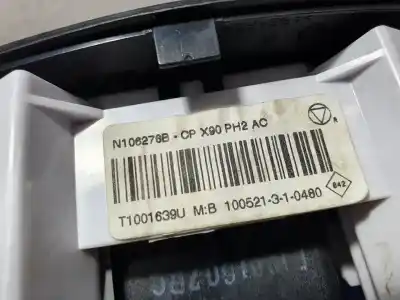 N106278B - CP X90 PH2 AC
R
842
T1001639U M:B 100521-3-1-0480